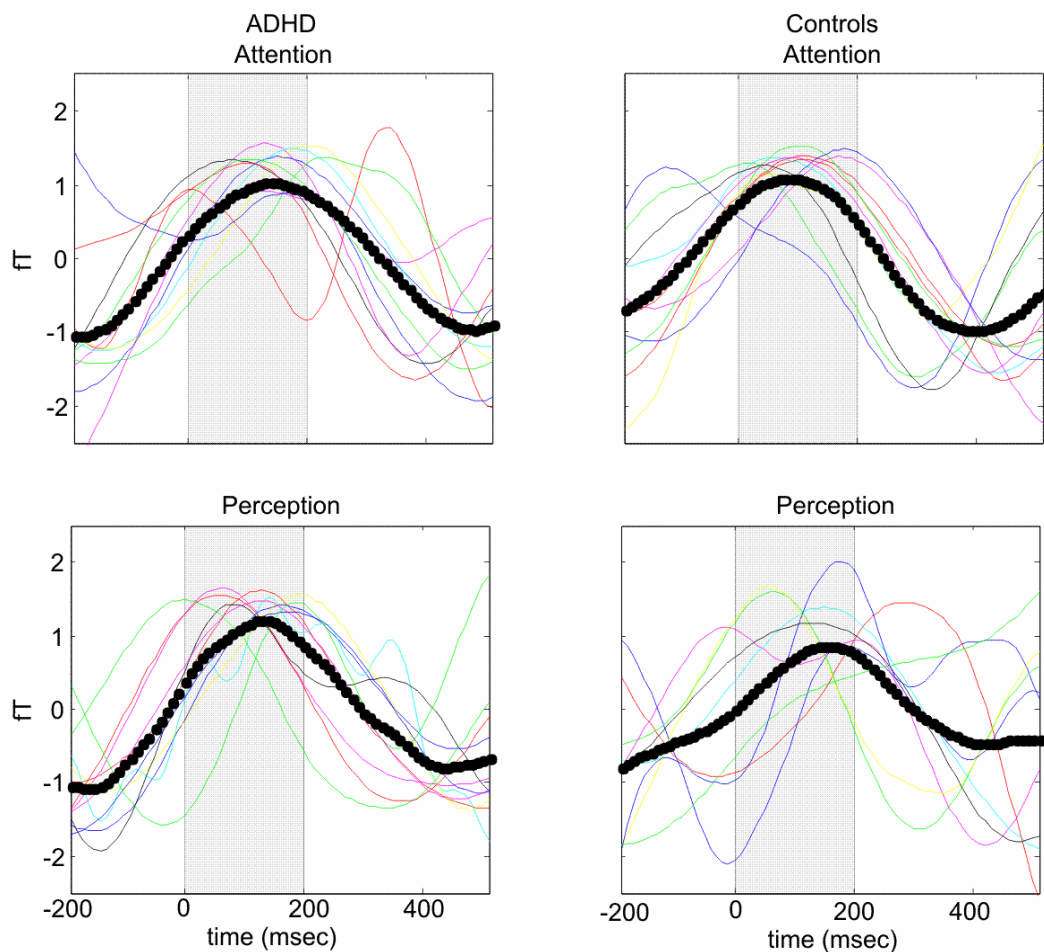 ADHD
Attention
Controls
Attention
2
1
0
-1
-2
fT
Perception
Perception
2
1
0
-1
-2
fT
-200 0 200 400
time (msec)
-200 0 200 400
time (msec)